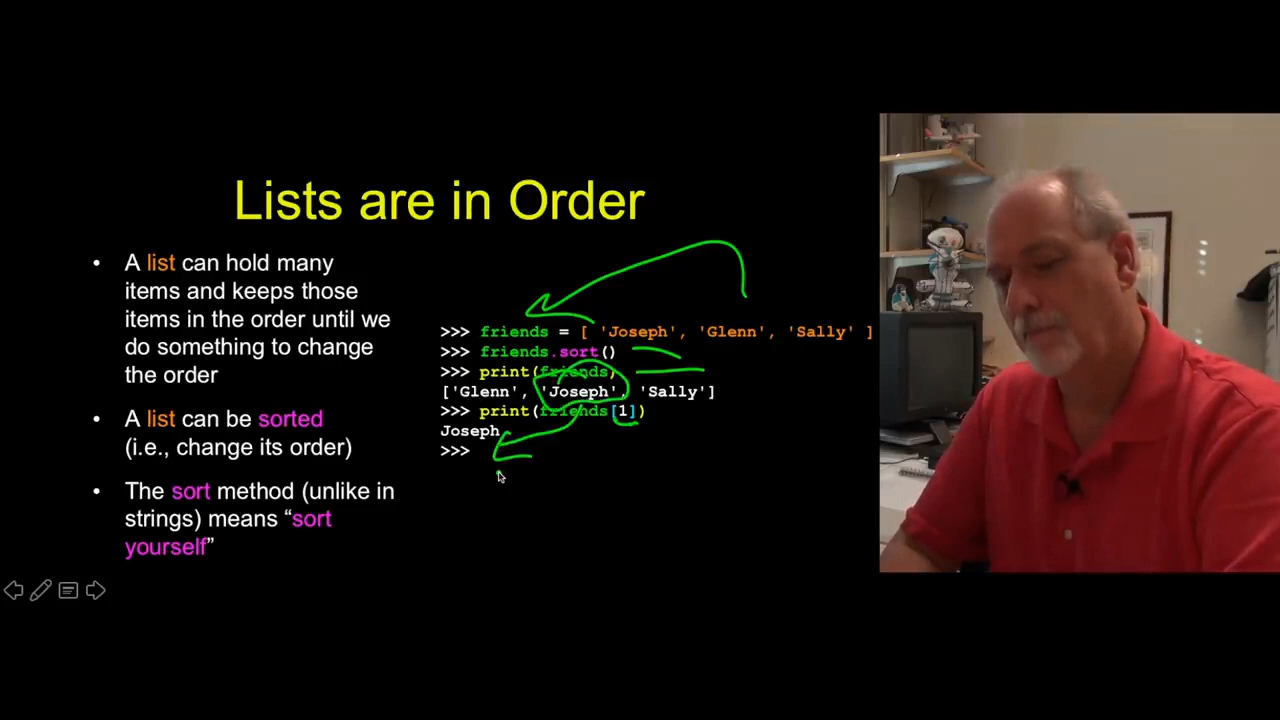 Lists are in Order
• A list can hold many
items and keeps those
items in the order until we
do something to change
the order
• A list can be sorted
(i.e., change its order)
• The sort method (unlike in
strings) means “sort
yourself”
>>> friends = [ 'Joseph', 'Glenn', 'Sally' ]
>>> friends.sort()
>>> print(friends)
['Glenn', 'Joseph', 'Sally']
>>> print(friends[1])
Joseph
>>>